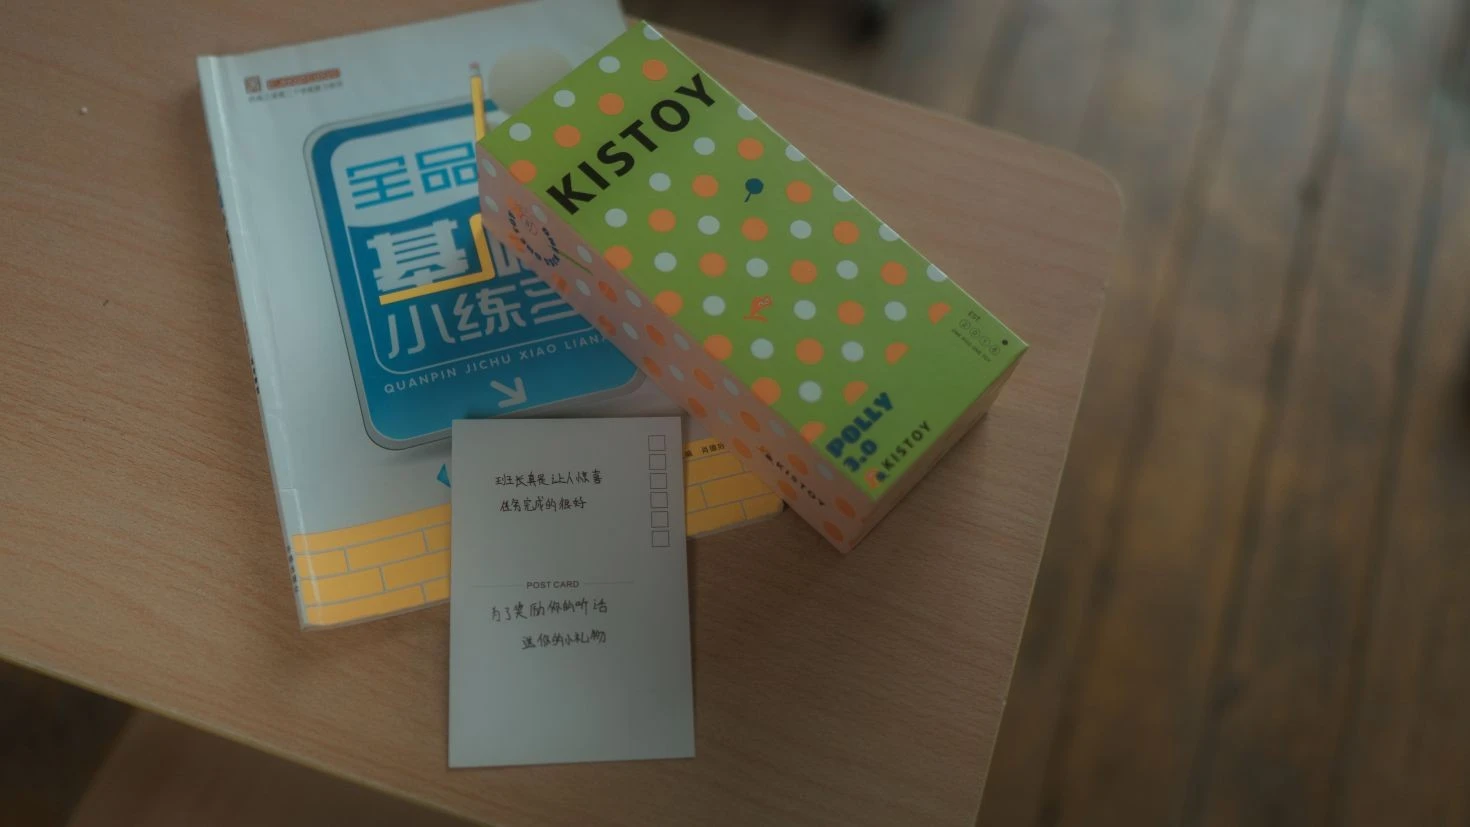 全品
基
小练
QUANPIN JICHU XIAO LIAN
KISTOY
POLLY
3.0
KISTOY
KISTOY
班长真是让人惊喜
任务完成的很好
POST CARD
为了奖励你的听话
送你的小礼物